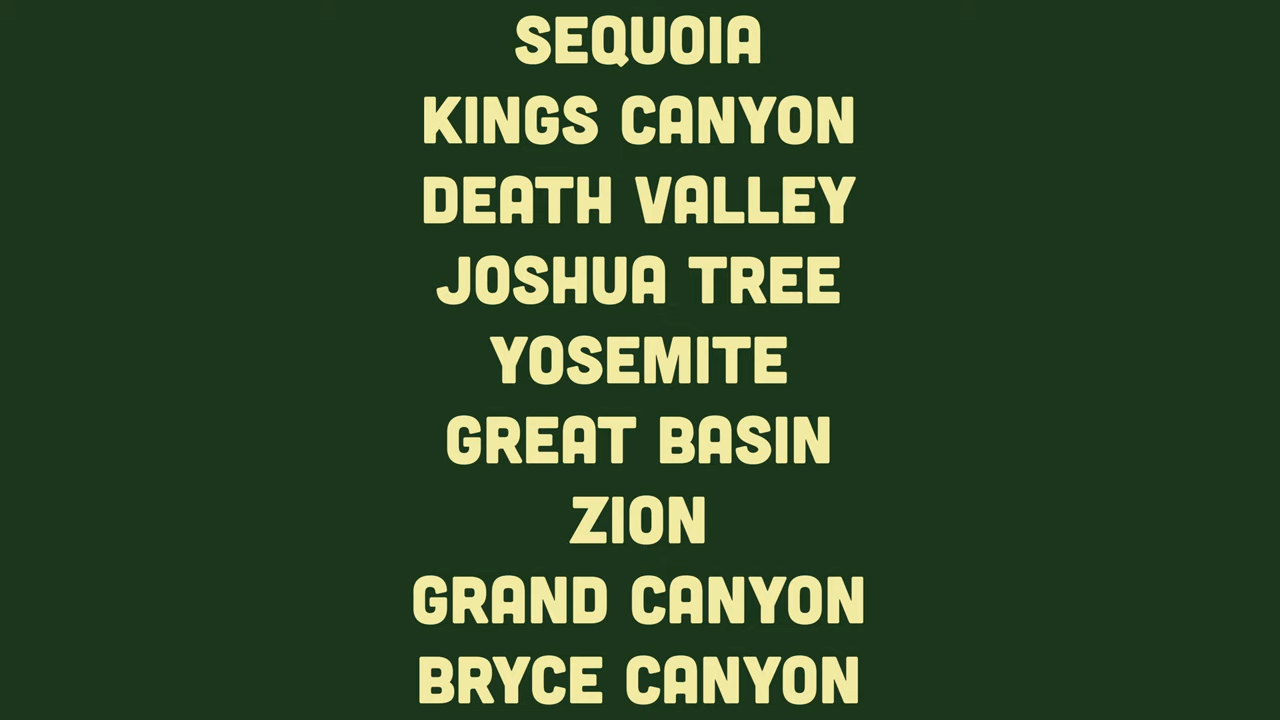 SEQUOIA
KINGS CANYON
DEATH VALLEY
JOSHUA TREE
YOSEMITE
GREAT BASIN
ZION
GRAND CANYON
BRYCE CANYON